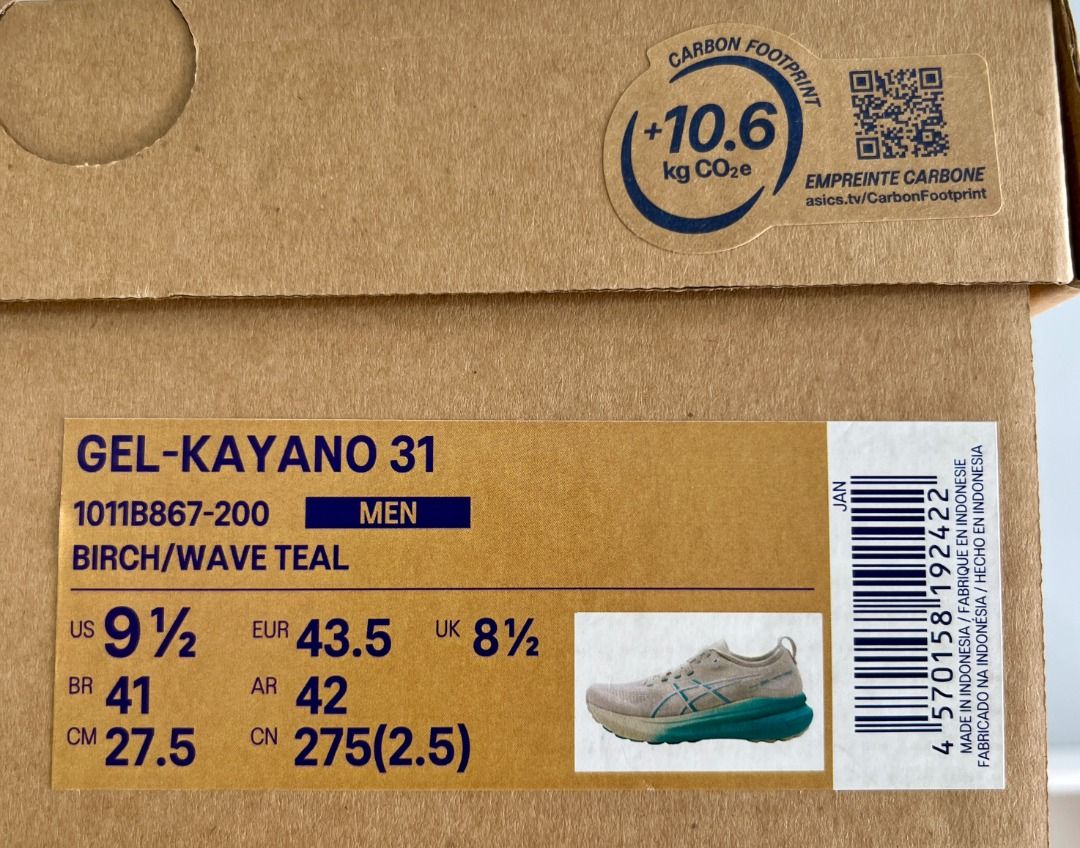 CARBON FOOTPRINT
+10.6
kg CO₂e
EMPREINTE CARBONE
asics.tv/CarbonFootprint
GEL-KAYANO 31
1011B867-200 MEN
BIRCH/WAVE TEAL
US 9½ EUR 43.5 UK 8½
BR 41 AR 42
CM 27.5 CN 275(2.5)
JAN
4 570158 192422
MADE IN INDONESIA / FABRIQUE EN INDONESIE
FABRICADO NA INDONÉSIA / HECHO EN INDONESIA